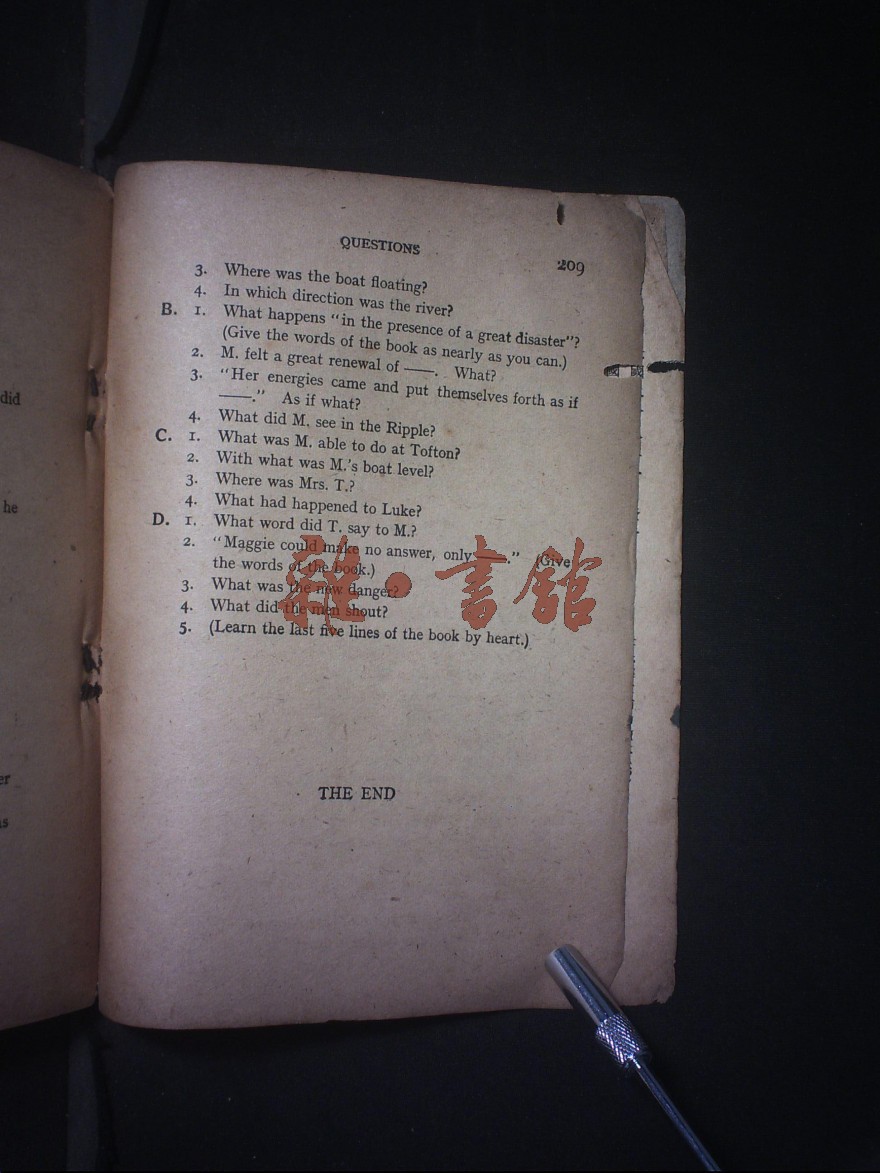 QUESTIONS
209
3. Where was the boat floating?
4. In which direction was the river?
B. 1. What happens "in the presence of a great disaster"?
(Give the words of the book as nearly as you can.)
2. M. felt a great renewal of ——. What?
3. "Her energies came and put themselves forth as if
——." As if what?
4. What did M. see in the Ripple?
C. 1. What was M. able to do at Tofton?
2. With what was M.'s boat level?
3. Where was Mrs. T.?
4. What had happened to Luke?
D. 1. What word did T. say to M.?
2. "Maggie could make no answer, only ——." (Give
the words of the book.)
3. What was the new danger?
4. What did the men shout?
5. (Learn the last five lines of the book by heart.)
雜·書館
THE END
did
he
er
as